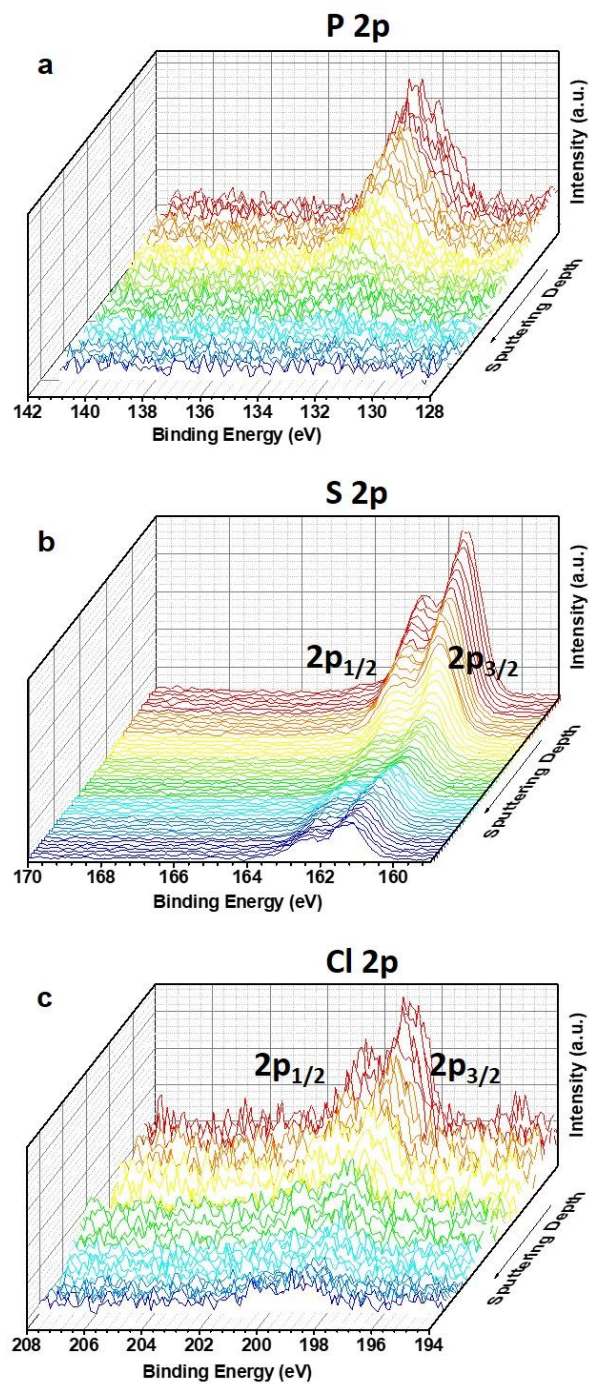 P 2p
a
Intensity (a.u.)
Sputtering Depth
142 140 138 136 134 132 130 128
Binding Energy (eV)
S 2p
b
Intensity (a.u.)
2p1/2 2p3/2
Sputtering Depth
170 168 166 164 162 160
Binding Energy (eV)
Cl 2p
c
Intensity (a.u.)
2p1/2 2p3/2
Sputtering Depth
208 206 204 202 200 198 196 194
Binding Energy (eV)